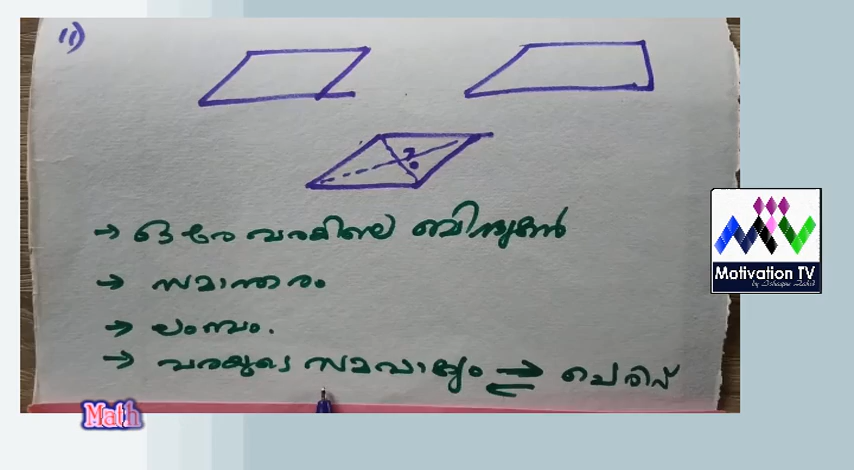 11)
→ ഒരേ വരയിലെ ബിന്ദുക്കൾ
→ സമാന്തരം
→ ലംബം.
→ വരയുടെ സമവാക്യം ⇌ ചെരിവ്
Motivation TV
Math